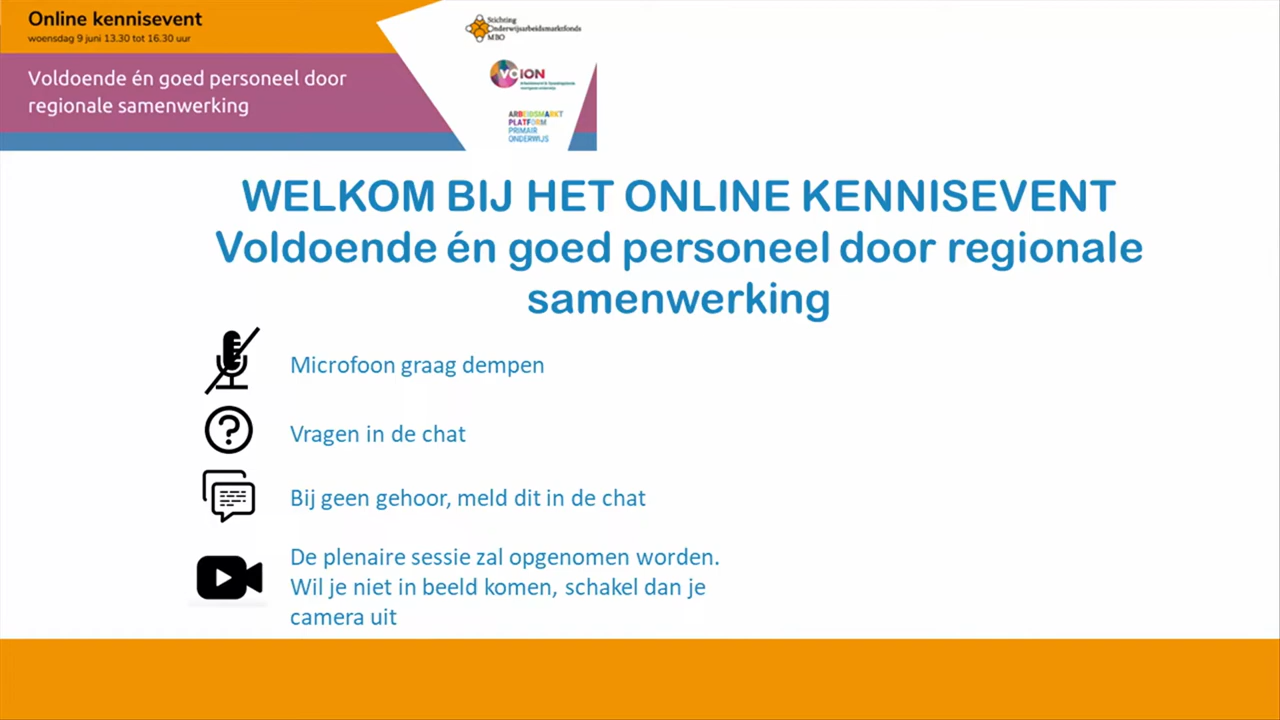 Online kennisevent
woensdag 9 juni 13.30 tot 16.30 uur
Voldoende én goed personeel door
regionale samenwerking
Stichting
Onderwijsarbeidsmarktfonds
MBO
VOION
ARBEIDSMARKT
PLATFORM
PRIMAIR
ONDERWIJS
WELKOM BIJ HET ONLINE KENNISEVENT
Voldoende én goed personeel door regionale
samenwerking
Microfoon graag dempen
Vragen in de chat
Bij geen gehoor, meld dit in de chat
De plenaire sessie zal opgenomen worden.
Wil je niet in beeld komen, schakel dan je
camera uit